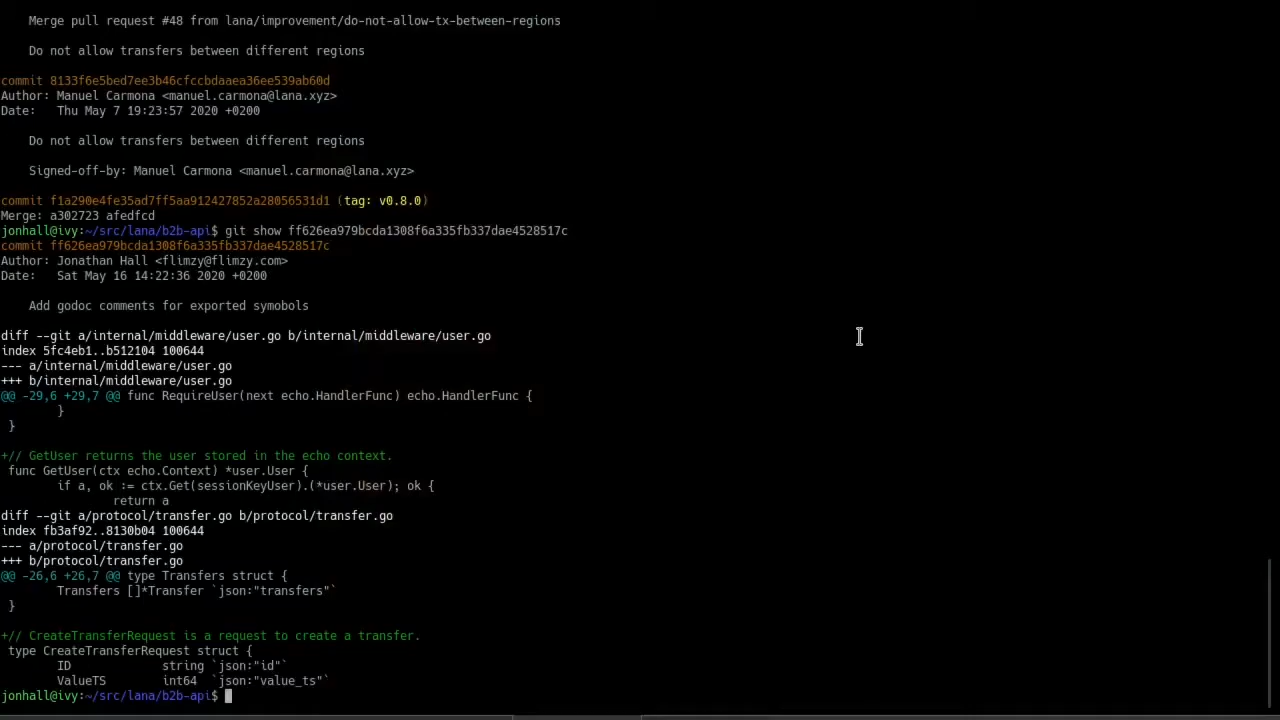 Merge pull request #48 from lana/improvement/do-not-allow-tx-between-regions
    Do not allow transfers between different regions
commit 8133f6e5bed7ee3b46cfccbdaaea36ee539ab60d
Author: Manuel Carmona <manuel.carmona@lana.xyz>
Date:   Thu May 7 19:23:57 2020 +0200
    Do not allow transfers between different regions
    Signed-off-by: Manuel Carmona <manuel.carmona@lana.xyz>
commit f1a290e4fe35ad7ff5aa912427852a28056531d1 (tag: v0.8.0)
Merge: a302723 afedfcd
jonhall@ivy:~/src/lana/b2b-api$ git show ff626ea979bcda1308f6a335fb337dae4528517c
commit ff626ea979bcda1308f6a335fb337dae4528517c
Author: Jonathan Hall <flimzy@flimzy.com>
Date:   Sat May 16 14:22:36 2020 +0200
    Add godoc comments for exported symobols
diff --git a/internal/middleware/user.go b/internal/middleware/user.go
index 5fc4eb1..b512104 100644
--- a/internal/middleware/user.go
+++ b/internal/middleware/user.go
@@ -29,6 +29,7 @@ func RequireUser(next echo.HandlerFunc) echo.HandlerFunc {
        }
 }
+// GetUser returns the user stored in the echo context.
 func GetUser(ctx echo.Context) *user.User {
        if a, ok := ctx.Get(sessionKeyUser).(*user.User); ok {
                return a
diff --git a/protocol/transfer.go b/protocol/transfer.go
index fb3af92..8130b04 100644
--- a/protocol/transfer.go
+++ b/protocol/transfer.go
@@ -26,6 +26,7 @@ type Transfers struct {
        Transfers []*Transfer `json:"transfers"`
 }
+// CreateTransferRequest is a request to create a transfer.
 type CreateTransferRequest struct {
        ID             string `json:"id"`
        ValueTS        int64  `json:"value_ts"`
jonhall@ivy:~/src/lana/b2b-api$